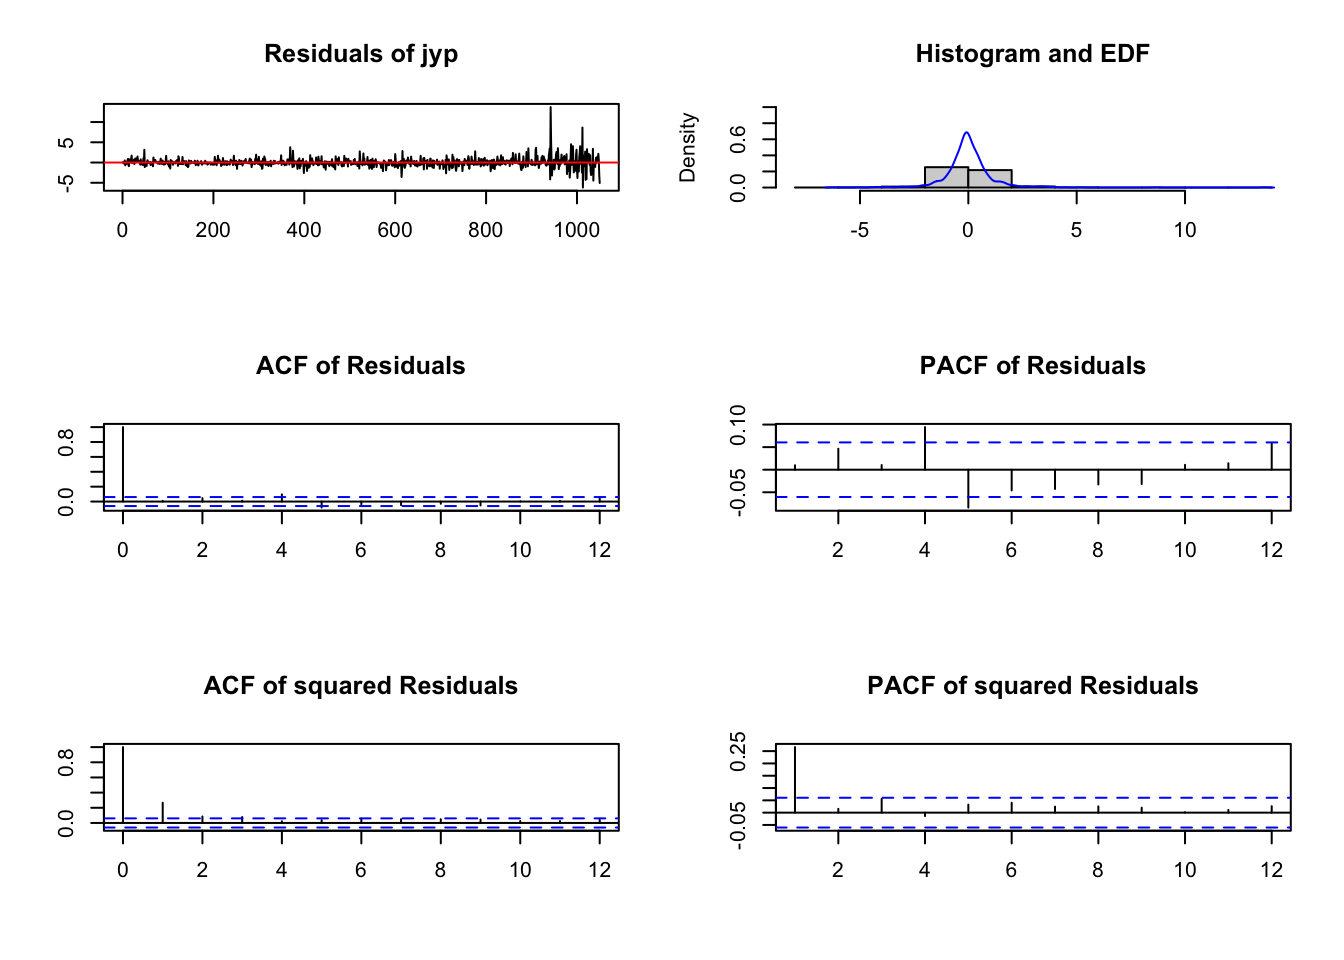 Residuals of jyp
5
-5
0 200 400 600 800 1000
Histogram and EDF
Density
0.6
0.0
-5 0 5 10
ACF of Residuals
0.8
0.0
0 2 4 6 8 10 12
PACF of Residuals
0.10
-0.05
2 4 6 8 10 12
ACF of squared Residuals
0.8
0.0
0 2 4 6 8 10 12
PACF of squared Residuals
0.25
-0.05
2 4 6 8 10 12